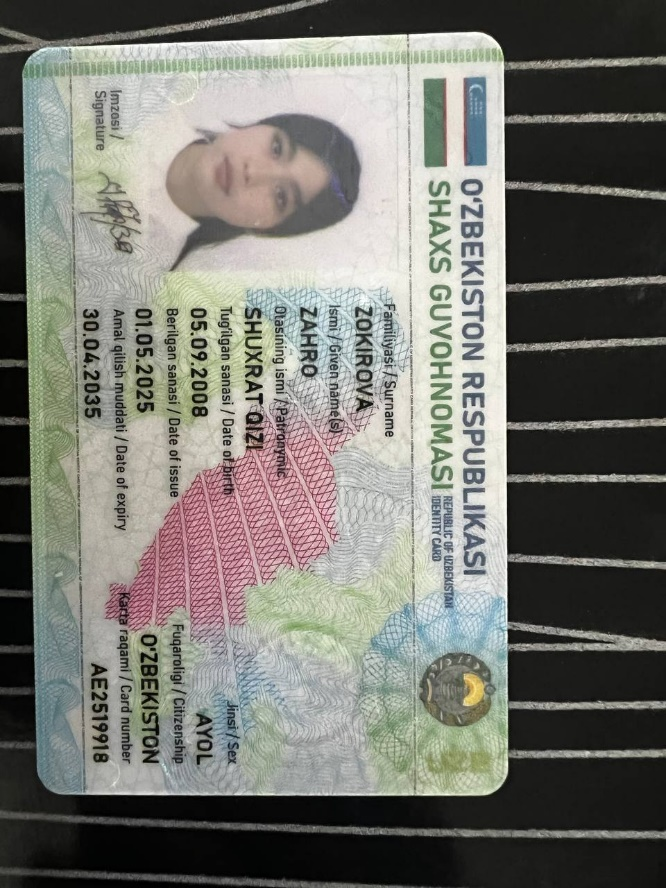 O'ZBEKISTON RESPUBLIKASI
SHAXS GUVOHNOMASI
REPUBLIC OF UZBEKISTAN
IDENTITY CARD
Familiyasi / Surname
ZOKIROVA
Ismi / Given name(s)
ZAHRO
Otasining ismi / Patronymic
SHUXRAT QIZI
Tug'ilgan sanasi / Date of birth
05.09.2008
Jinsi / Sex
AYOL
Berilgan sanasi / Date of issue
01.05.2025
Fuqaroligi / Citizenship
O'ZBEKISTON
Amal qilish muddati / Date of expiry
30.04.2035
Karta raqami / Card number
AE2519918
Imzosi /
Signature